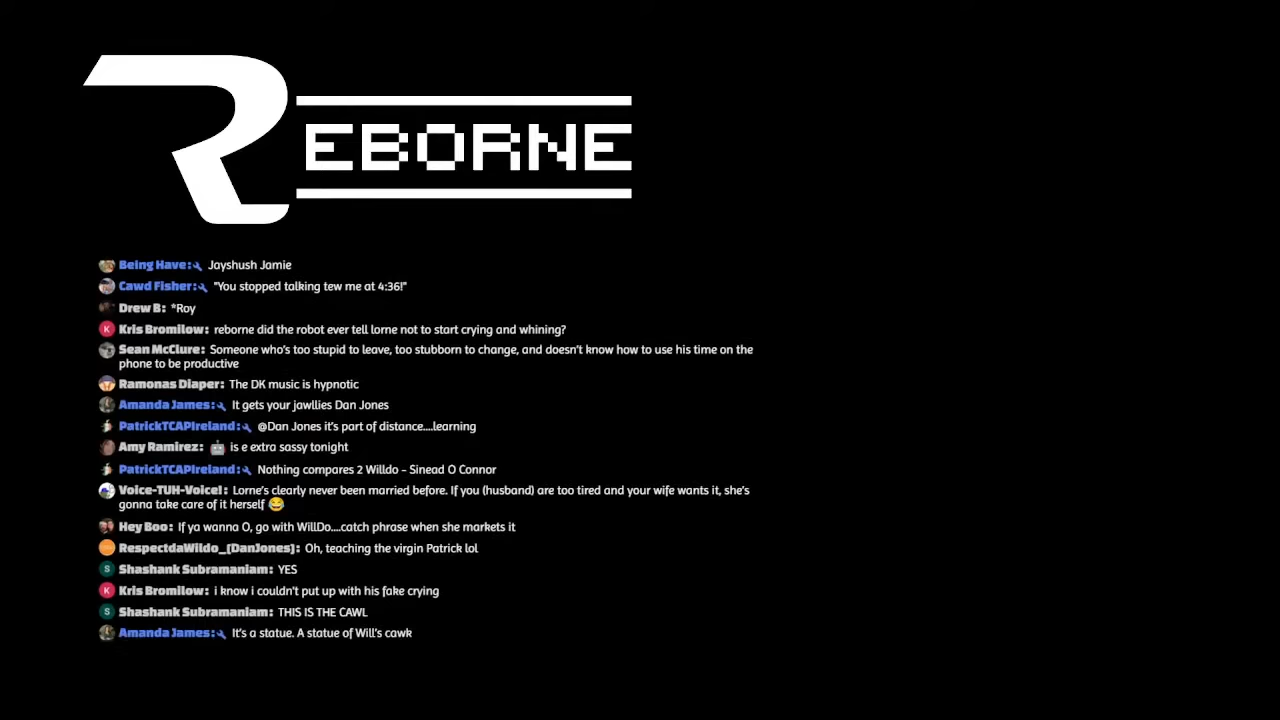 REBORNE
Being Have: Jayshush Jamie
Cawd Fisher: "You stopped talking tew me at 4:36!"
Drew B: *Roy
K Kris Bromilow: reborne did the robot ever tell lorne not to start crying and whining?
Sean McClure: Someone who's too stupid to leave, too stubborn to change, and doesn't know how to use his time on the
phone to be productive
Ramonas Diaper: The DK music is hypnotic
Amanda James: It gets your jawllies Dan Jones
PatrickTCAPIreland: @Dan Jones it's part of distance....learning
Amy Ramirez: 🤖 is e extra sassy tonight
PatrickTCAPIreland: Nothing compares 2 Willdo - Sinead O Connor
Voice-TUH-Voice!: Lorne's clearly never been married before. If you (husband) are too tired and your wife wants it, she's
gonna take care of it herself 😂
Hey Boo: If ya wanna O, go with WillDo....catch phrase when she markets it
RespectdaWildo_(DanJones): Oh, teaching the virgin Patrick lol
S Shashank Subramaniam: YES
K Kris Bromilow: i know i couldn't put up with his fake crying
S Shashank Subramaniam: THIS IS THE CAWL
Amanda James: It's a statue. A statue of Will's cawk